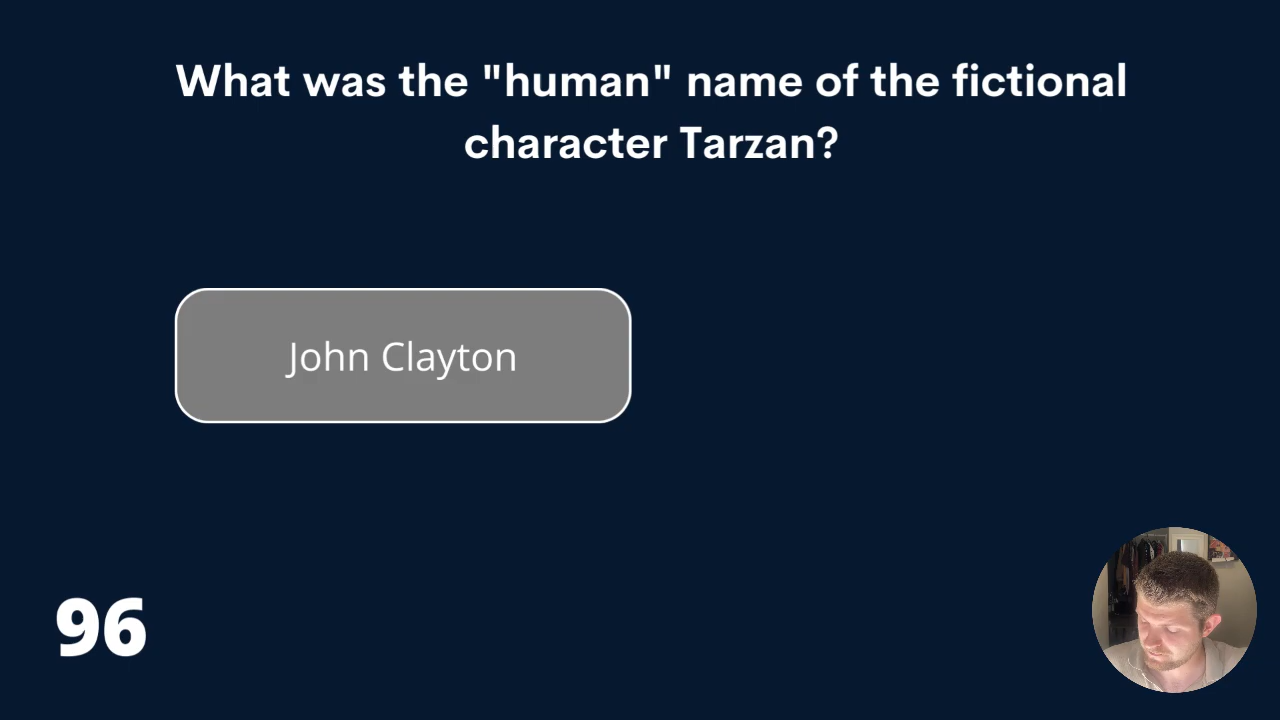 What was the "human" name of the fictional
character Tarzan?
John Clayton
96